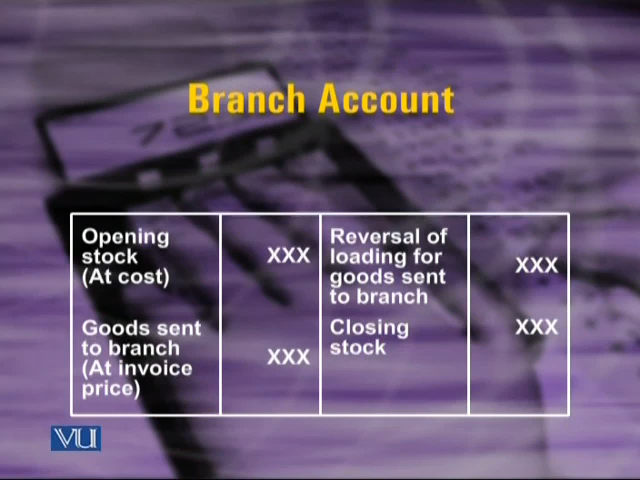 Branch Account
Opening
stock
(At cost)
XXX
Reversal of
loading for
goods sent
to branch
XXX
Goods sent
to branch
(At invoice
price)
XXX
Closing
stock
XXX
VU